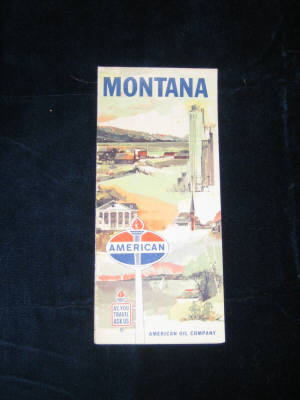 MONTANA
AMERICAN
AS YOU
TRAVEL
ASK US
AMERICAN OIL COMPANY